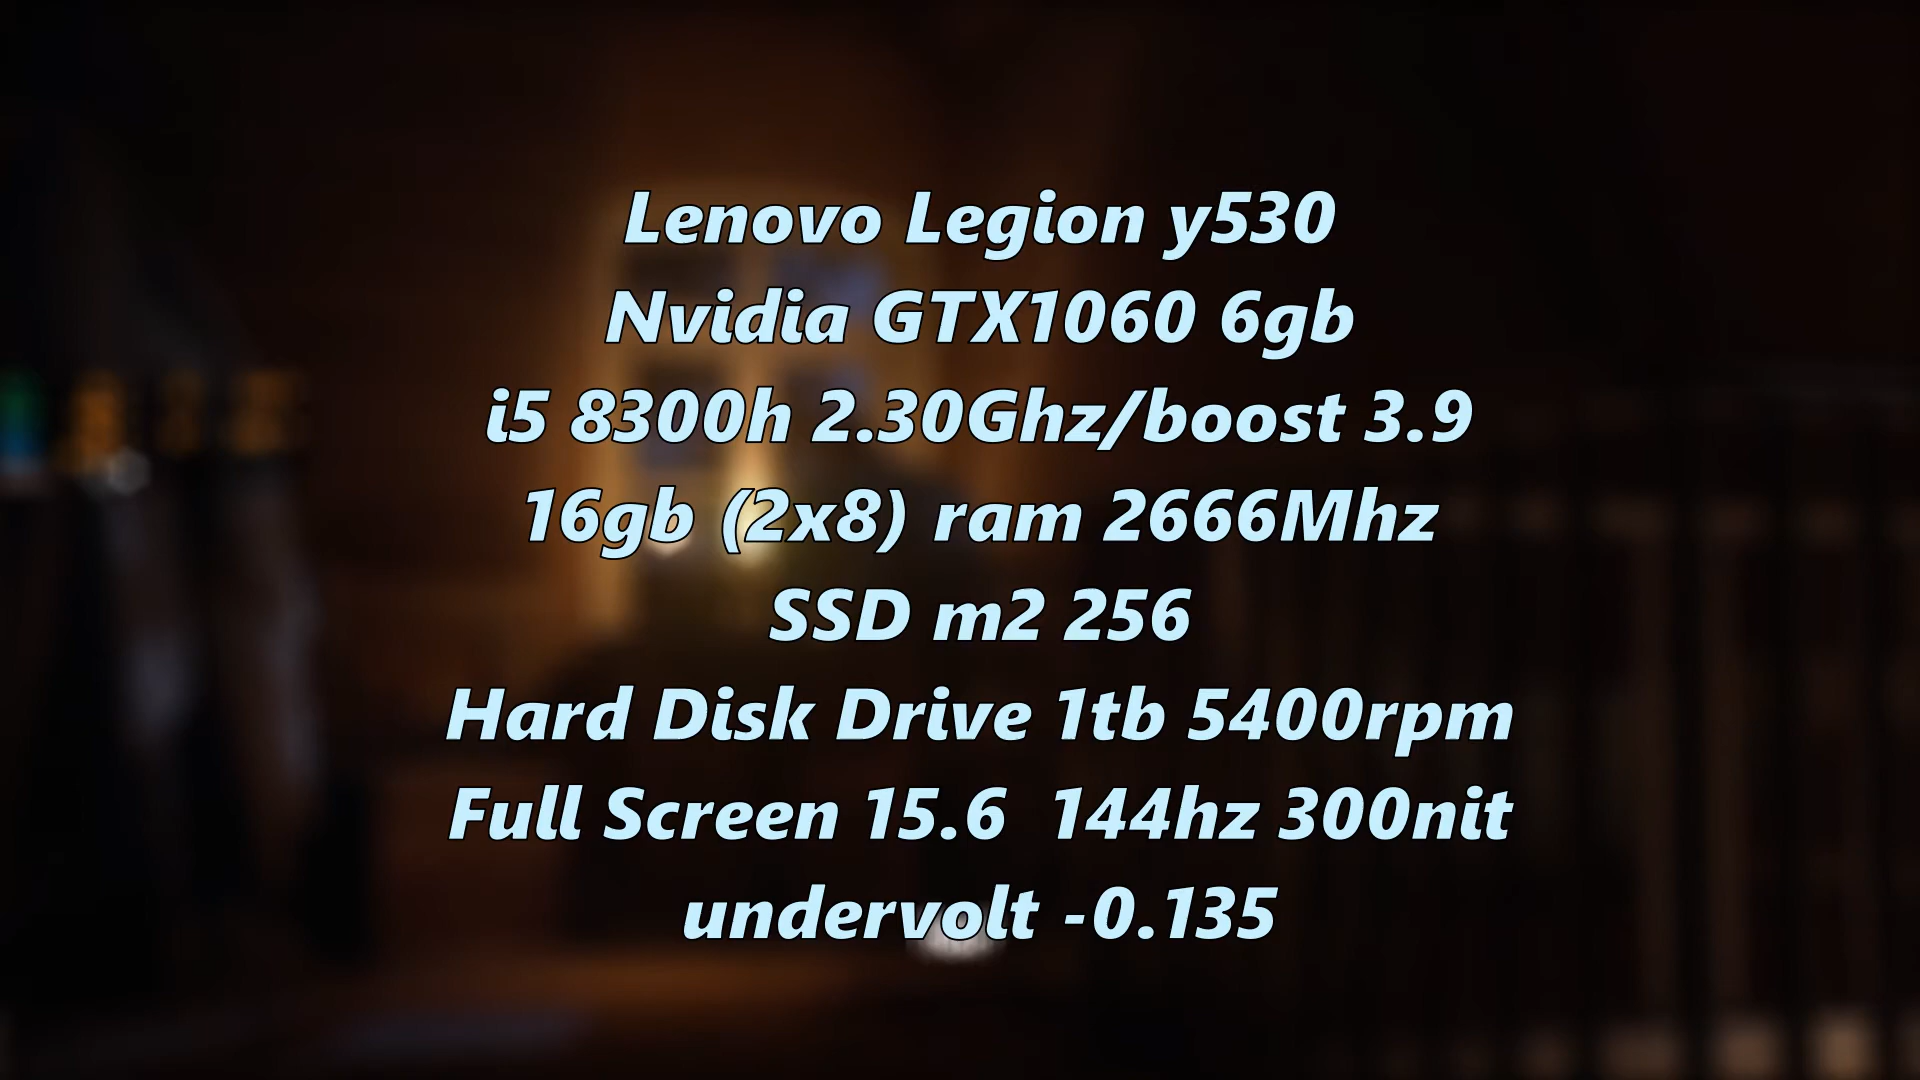 Lenovo Legion y530
Nvidia GTX1060 6gb
i5 8300h 2.30Ghz/boost 3.9
16gb (2x8) ram 2666Mhz
SSD m2 256
Hard Disk Drive 1tb 5400rpm
Full Screen 15.6  144hz 300nit
undervolt -0.135